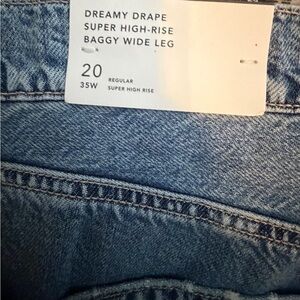 DREAMY DRAPE
SUPER HIGH-RISE
BAGGY WIDE LEG
20 REGULAR
35W SUPER HIGH RISE